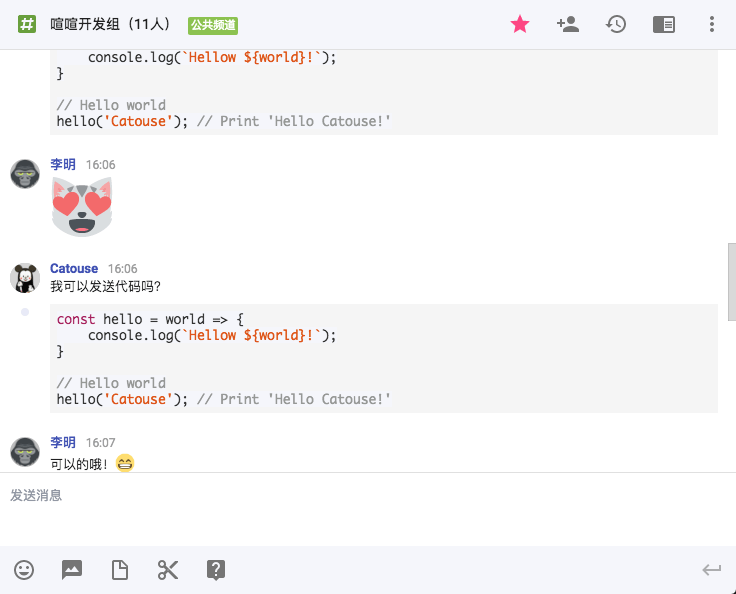 喧喧开发组（11人） 公共频道
    console.log(`Hellow ${world}!`);
}
// Hello world
hello('Catouse'); // Print 'Hello Catouse!'
李明 16:06
Catouse 16:06
我可以发送代码吗?
const hello = world => {
    console.log(`Hellow ${world}!`);
}
// Hello world
hello('Catouse'); // Print 'Hello Catouse!'
李明 16:07
可以的哦！😁
发送消息